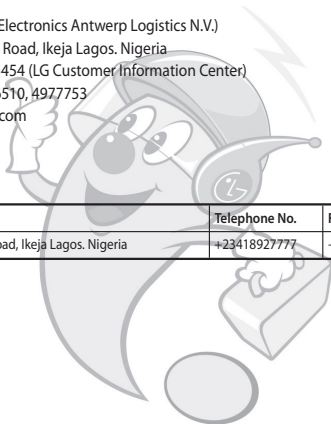 Electronics Antwerp Logistics N.V.)
Road, Ikeja Lagos. Nigeria
454 (LG Customer Information Center)
510, 4977753
com
Telephone No.
oad, Ikeja Lagos. Nigeria +23418927777
LG